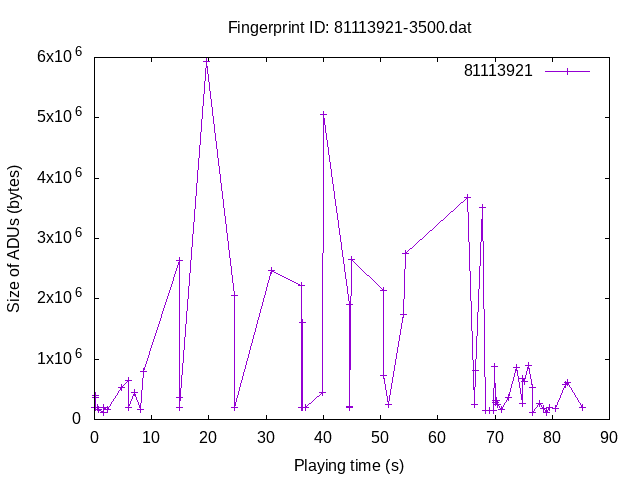 Fingerprint ID: 81113921-3500.dat
81113921
Size of ADUs (bytes)
6x10^6
5x10^6
4x10^6
3x10^6
2x10^6
1x10^6
0
0 10 20 30 40 50 60 70 80 90
Playing time (s)